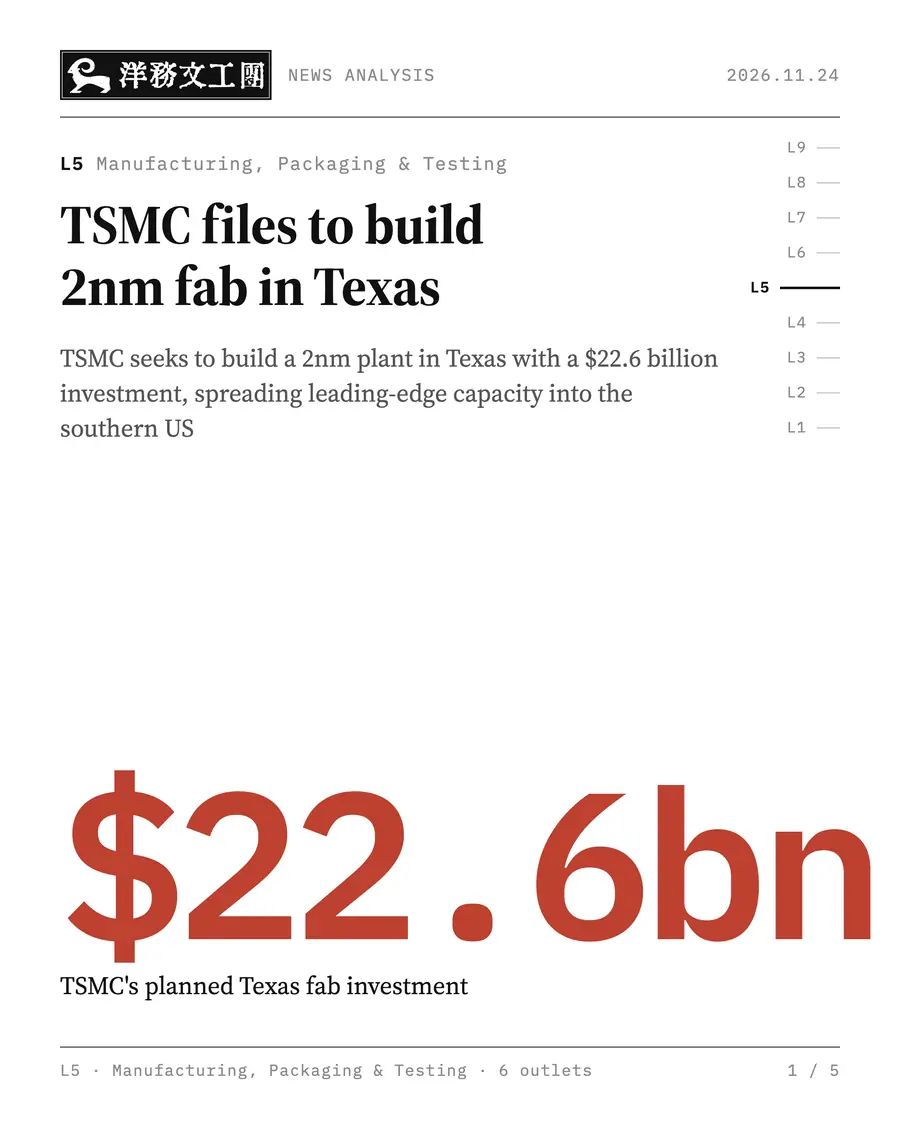 洋務文工團 NEWS ANALYSIS 2026.11.24
L5 Manufacturing, Packaging & Testing
TSMC files to build
2nm fab in Texas
TSMC seeks to build a 2nm plant in Texas with a $22.6 billion
investment, spreading leading-edge capacity into the
southern US
L9
L8
L7
L6
L5
L4
L3
L2
L1
$22.6bn
TSMC's planned Texas fab investment
L5 · Manufacturing, Packaging & Testing · 6 outlets 1 / 5